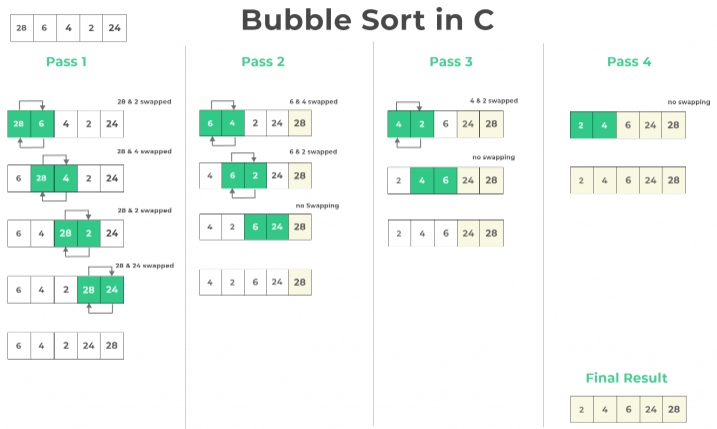 Bubble Sort in C
28 6 4 2 24
Pass 1
28 & 2 swapped
28 6 4 2 24
28 & 4 swapped
6 28 4 2 24
28 & 2 swapped
6 4 28 2 24
28 & 24 swapped
6 4 2 28 24
6 4 2 24 28
Pass 2
6 & 4 swapped
6 4 2 24 28
6 & 2 swapped
4 6 2 24 28
no Swapping
4 2 6 24 28
4 2 6 24 28
Pass 3
4 & 2 swapped
4 2 6 24 28
no swapping
2 4 6 24 28
2 4 6 24 28
Pass 4
no swapping
2 4 6 24 28
2 4 6 24 28
Final Result
2 4 6 24 28